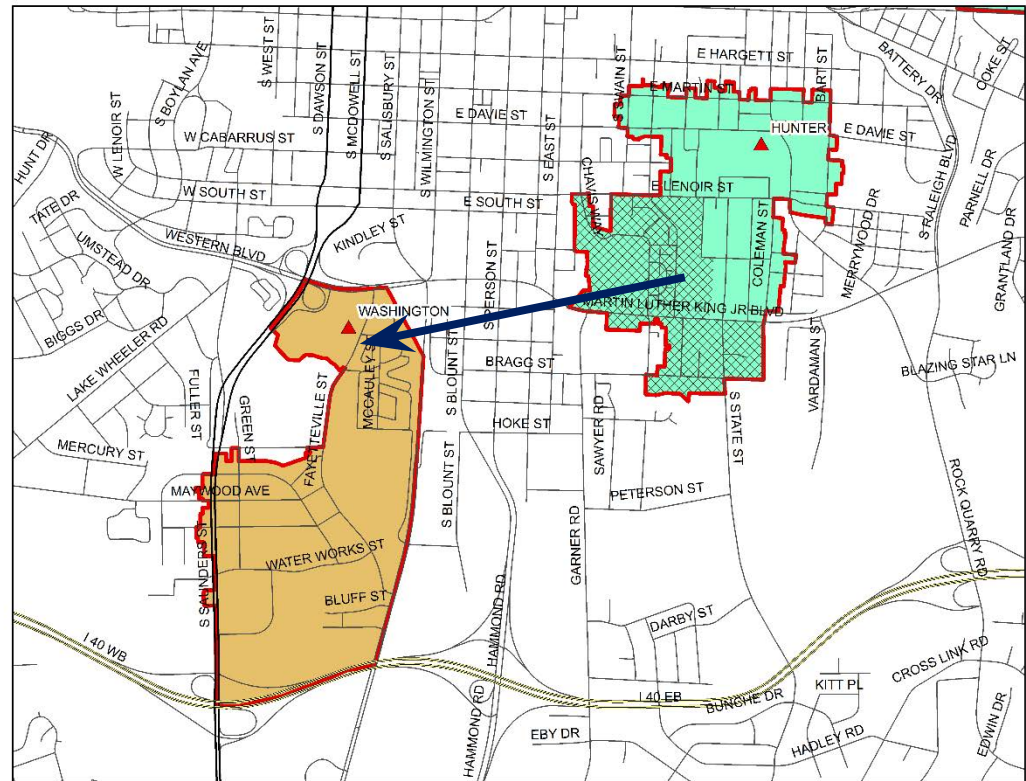 S WEST ST
S DAWSON ST
S MCDOWELL ST
S SALISBURY ST
S WILMINGTON ST
S BOYLAN AVE
W LENOIR ST
W CABARRUS ST
E DAVIE ST
S EAST ST
S SWAIN ST
E HARGETT ST
E MARTIN ST
BART ST
BATTERY DR
OOKE ST
HUNTER
E DAVIE ST
HUNT DR
TATE DR
UMSTEAD DR
WESTERN BLVD
W SOUTH ST
E SOUTH ST
KINDLEY ST
CHAVIS WAY
E LENOIR ST
COLEMAN ST
MERRYWOOD DR
S RALEIGH BLVD
PARNELL DR
GRANTLAND DR
BIGGS DR
LAKE WHEELER RD
WASHINGTON
S PERSON ST
MARTIN LUTHER KING JR BLVD
FULLER ST
GREEN ST
FAYETTEVILLE ST
MCCAULEY S
S BLOUNT ST
BRAGG ST
VARDAMAN ST
BLAZING STAR LN
MERCURY ST
HOKE ST
SAWYER RD
S STATE ST
MAYWOOD AVE
S BLOUNT ST
PETERSON ST
ROCK QUARRY RD
S SAUNDERS ST
WATER WORKS ST
GARNER RD
BLUFF ST
HAMMOND RD
DARBY ST
I 40 WB
I 40 EB
BUNCHE DR
KITT PL
CROSS LINK RD
HAMMOND RD
EBY DR
HADLEY RD
EDWIN DR